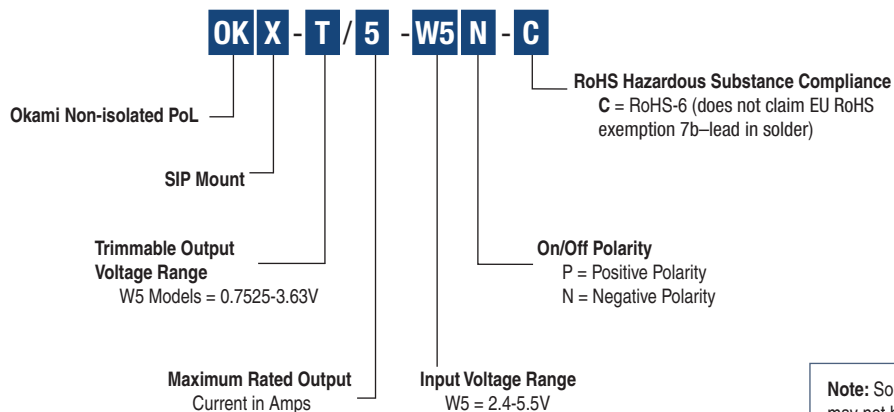 OK X - T / 5 - W5 N - C
RoHS Hazardous Substance Compliance
C = RoHS-6 (does not claim EU RoHS
exemption 7b–lead in solder)
Okami Non-isolated PoL
SIP Mount
Trimmable Output
Voltage Range
W5 Models = 0.7525-3.63V
On/Off Polarity
P = Positive Polarity
N = Negative Polarity
Maximum Rated Output
Current in Amps
Input Voltage Range
W5 = 2.4-5.5V
Note: So
may not